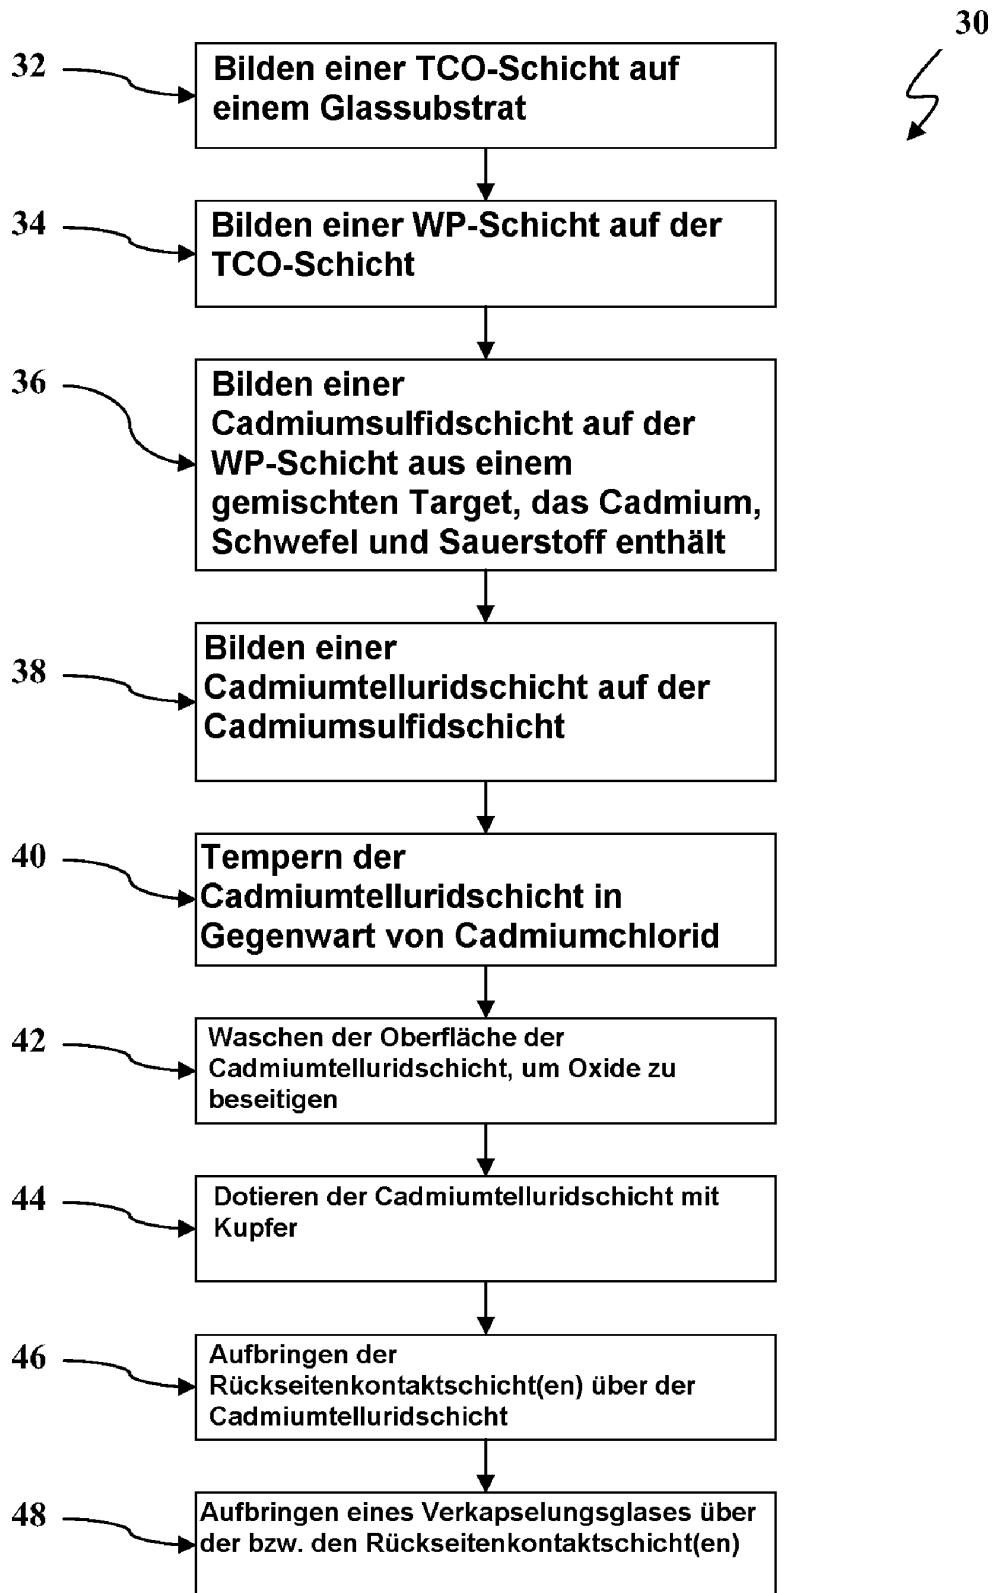 30
32
Bilden einer TCO-Schicht auf
einem Glassubstrat
34
Bilden einer WP-Schicht auf der
TCO-Schicht
36
Bilden einer
Cadmiumsulfidschicht auf der
WP-Schicht aus einem
gemischten Target, das Cadmium,
Schwefel und Sauerstoff enthält
38
Bilden einer
Cadmiumtelluridschicht auf der
Cadmiumsulfidschicht
40
Tempern der
Cadmiumtelluridschicht in
Gegenwart von Cadmiumchlorid
42
Waschen der Oberfläche der
Cadmiumtelluridschicht, um Oxide zu
beseitigen
44
Dotieren der Cadmiumtelluridschicht mit
Kupfer
46
Aufbringen der
Rückseitenkontaktschicht(en) über der
Cadmiumtelluridschicht
48
Aufbringen eines Verkapselungsglases über
der bzw. den Rückseitenkontaktschicht(en)